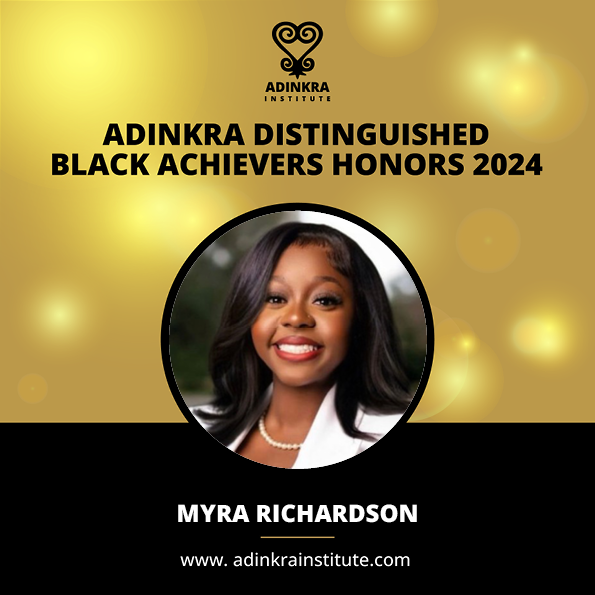 ADINKRA
INSTITUTE
ADINKRA DISTINGUISHED
BLACK ACHIEVERS HONORS 2024
MYRA RICHARDSON
www. adinkrainstitute.com